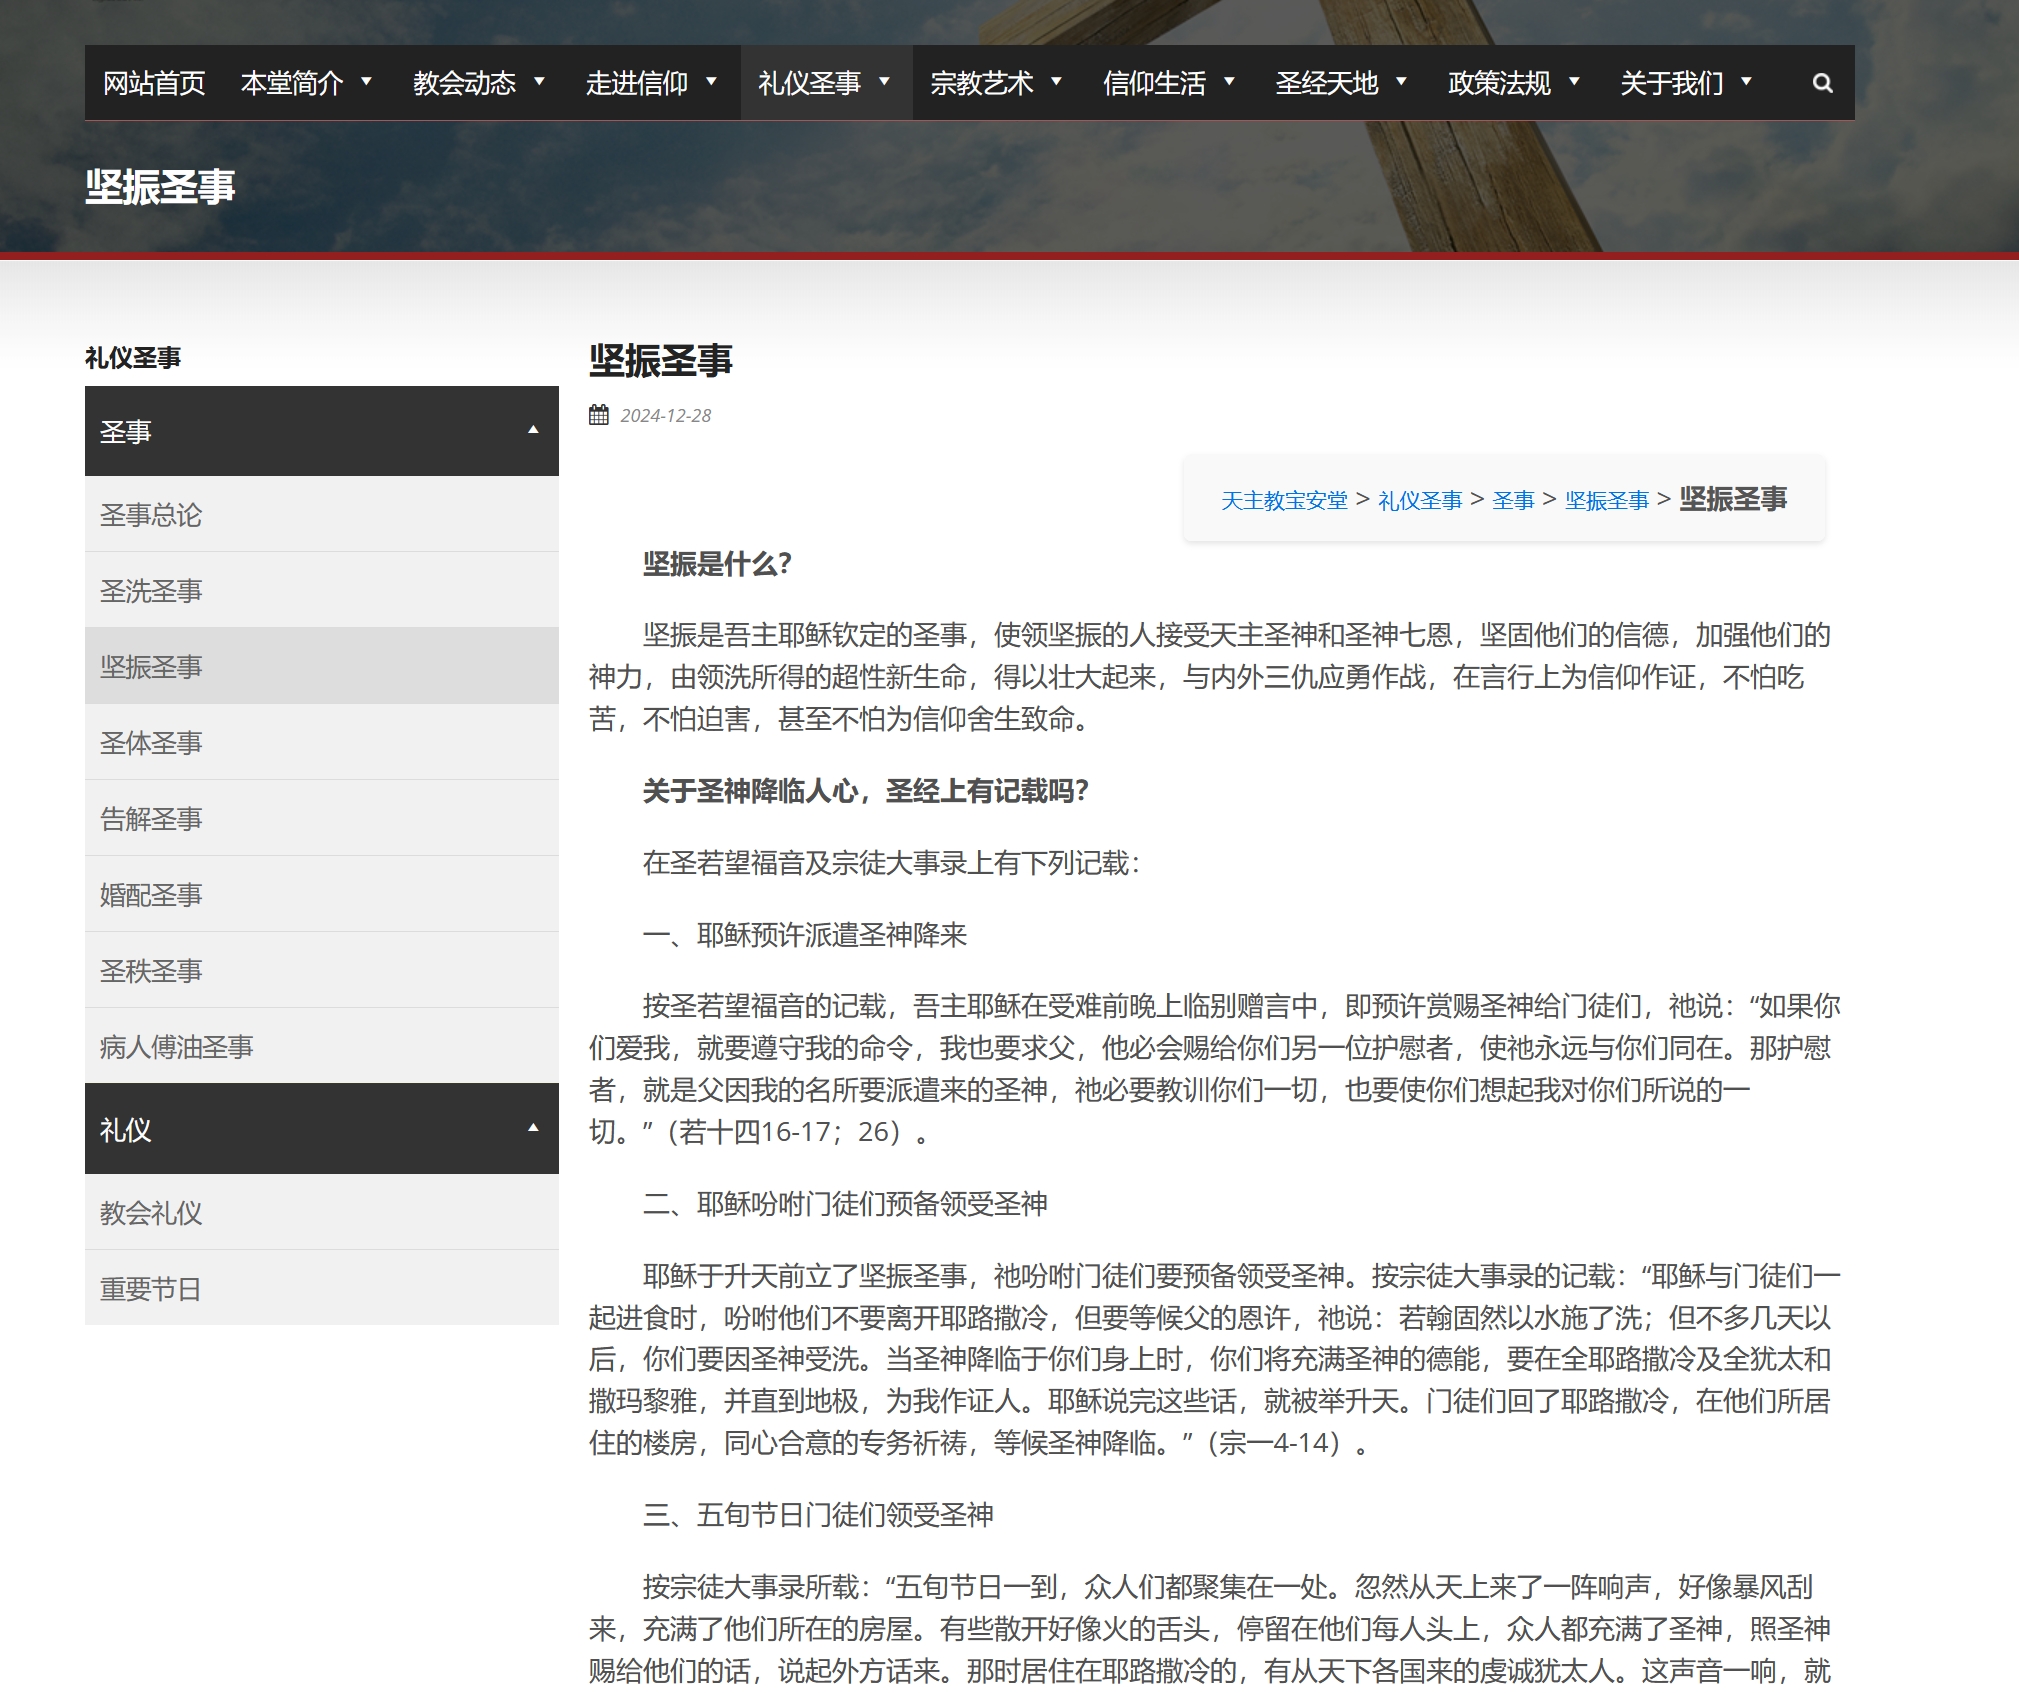 网站首页 本堂简介 教会动态 走进信仰 礼仪圣事 宗教艺术 信仰生活 圣经天地 政策法规 关于我们
坚振圣事
礼仪圣事
圣事
圣事总论
圣洗圣事
坚振圣事
圣体圣事
告解圣事
婚配圣事
圣秩圣事
病人傅油圣事
礼仪
教会礼仪
重要节日
坚振圣事
2024-12-28
天主教宝安堂 > 礼仪圣事 > 圣事 > 坚振圣事 > 坚振圣事
坚振是什么？
坚振是吾主耶稣钦定的圣事，使领坚振的人接受天主圣神和圣神七恩，坚固他们的信德，加强他们的
神力，由领洗所得的超性新生命，得以壮大起来，与内外三仇应勇作战，在言行上为信仰作证，不怕吃
苦，不怕迫害，甚至不怕为信仰舍生致命。
关于圣神降临人心，圣经上有记载吗？
在圣若望福音及宗徒大事录上有下列记载：
一、耶稣预许派遣圣神降来
按圣若望福音的记载，吾主耶稣在受难前晚上临别赠言中，即预许赏赐圣神给门徒们，祂说：“如果你
们爱我，就要遵守我的命令，我也要求父，他必会赐给你们另一位护慰者，使祂永远与你们同在。那护慰
者，就是父因我的名所要派遣来的圣神，祂必要教训你们一切，也要使你们想起我对你们所说的一
切。”（若十四16-17；26）。
二、耶稣吩咐门徒们预备领受圣神
耶稣于升天前立了坚振圣事，祂吩咐门徒们要预备领受圣神。按宗徒大事录的记载：“耶稣与门徒们一
起进食时，吩咐他们不要离开耶路撒冷，但要等候父的恩许，祂说：若翰固然以水施了洗；但不多几天以
后，你们要因圣神受洗。当圣神降临于你们身上时，你们将充满圣神的德能，要在全耶路撒冷及全犹太和
撒玛黎雅，并直到地极，为我作证人。耶稣说完这些话，就被举升天。门徒们回了耶路撒冷，在他们所居
住的楼房，同心合意的专务祈祷，等候圣神降临。”（宗一4-14）。
三、五旬节日门徒们领受圣神
按宗徒大事录所载：“五旬节日一到，众人们都聚集在一处。忽然从天上来了一阵响声，好像暴风刮
来，充满了他们所在的房屋。有些散开好像火的舌头，停留在他们每人头上，众人都充满了圣神，照圣神
赐给他们的话，说起外方话来。那时居住在耶路撒冷的，有从天下各国来的虔诚犹太人。这声音一响，就